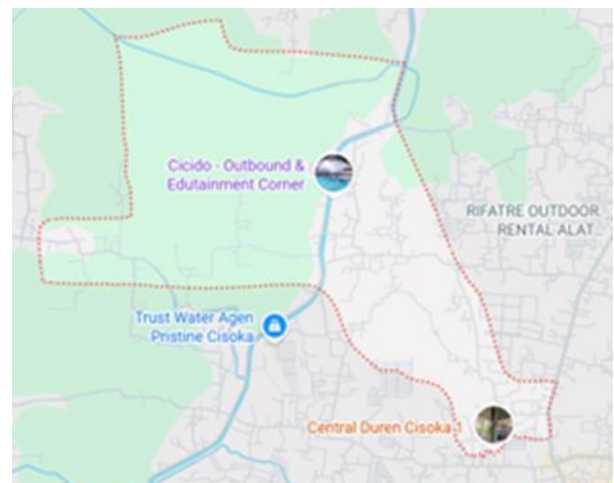 Cicido - Outbound &
Edutainment Corner
RIFATRE OUTDOOR
RENTAL ALAT...
Trust Water Agen
Pristine Cisoka
Central Duren Cisoka 1